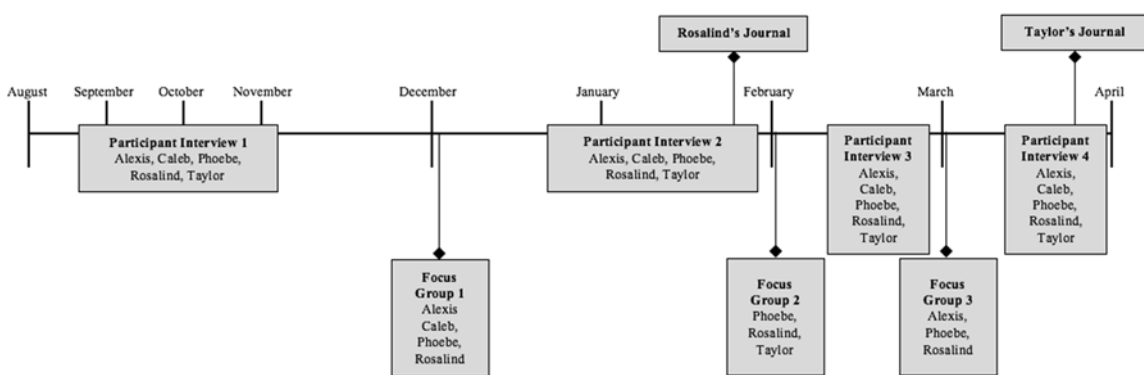 Rosalind's Journal
Taylor's Journal
August
September
October
November
December
January
February
March
April
Participant Interview 1
Alexis, Caleb, Phoebe,
Rosalind, Taylor
Participant Interview 2
Alexis, Caleb, Phoebe,
Rosalind, Taylor
Participant
Interview 3
Alexis,
Caleb,
Phoebe,
Rosalind,
Taylor
Participant
Interview 4
Alexis,
Caleb,
Phoebe,
Rosalind,
Taylor
Focus
Group 1
Alexis
Caleb,
Phoebe,
Rosalind
Focus
Group 2
Phoebe,
Rosalind,
Taylor
Focus
Group 3
Alexis,
Phoebe,
Rosalind